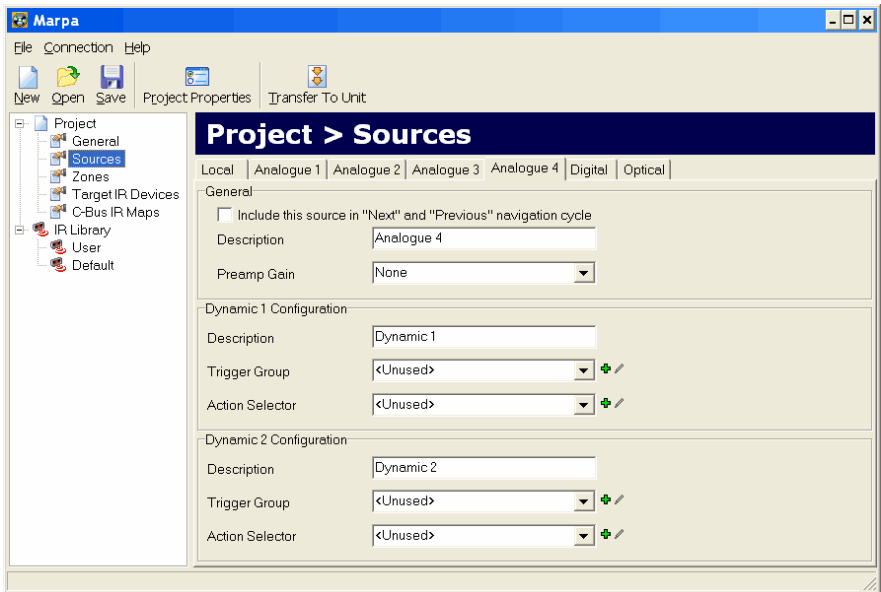 Marpa
File Connection Help
New Open Save Project Properties Transfer To Unit
Project
General
Sources
Zones
Target IR Devices
C-Bus IR Maps
IR Library
User
Default
Project > Sources
Local Analogue 1 Analogue 2 Analogue 3 Analogue 4 Digital Optical
General
Include this source in "Next" and "Previous" navigation cycle
Description Analogue 4
Preamp Gain None
Dynamic 1 Configuration
Description Dynamic 1
Trigger Group <Unused>
Action Selector <Unused>
Dynamic 2 Configuration
Description Dynamic 2
Trigger Group <Unused>
Action Selector <Unused>